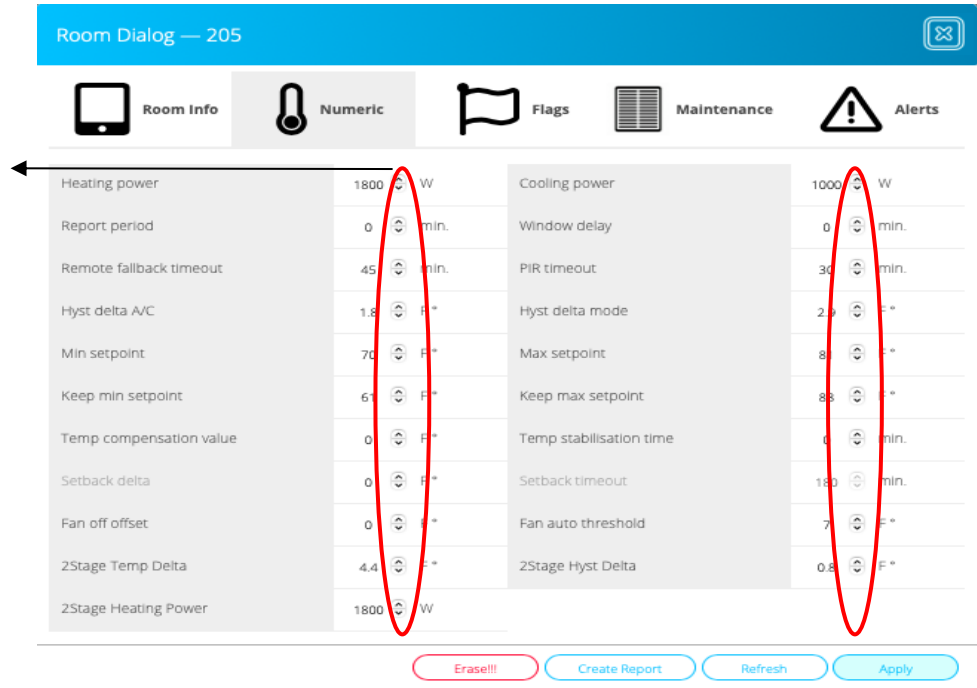 Room Dialog — 205
Room Info Numeric Flags Maintenance Alerts
Heating power 1800 W Cooling power 1000 W
Report period 0 min. Window delay 0 min.
Remote fallback timeout 45 min. PIR timeout 30 min.
Hyst delta A/C 1.8 F° Hyst delta mode F°
Min setpoint 70 F° Max setpoint F°
Keep min setpoint 61 F° Keep max setpoint F°
Temp compensation value 0 F° Temp stabilisation time 0 min.
Setback delta 0 F° Setback timeout 180 min.
Fan off offset 0 F° Fan auto threshold F°
2Stage Temp Delta 4.4 F° 2Stage Hyst Delta 0.8 F°
2Stage Heating Power 1800 W
Erase!!! Create Report Refresh Apply